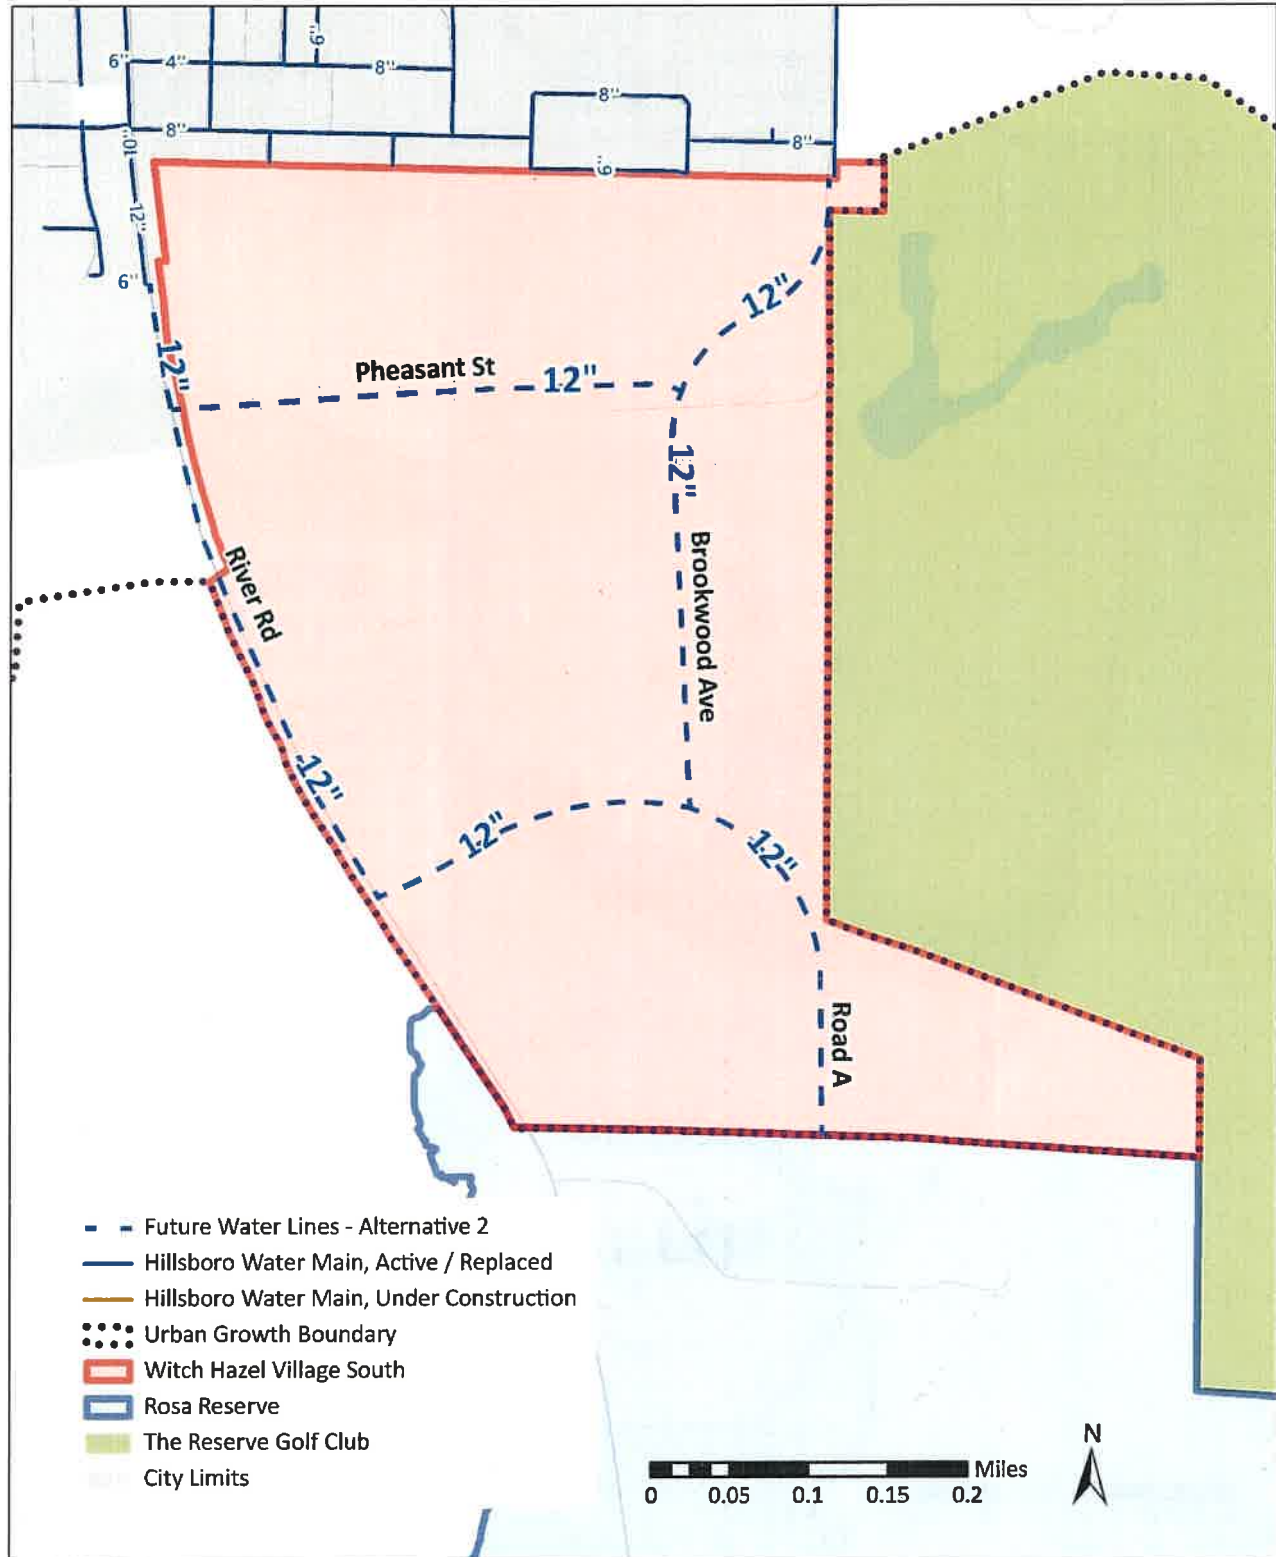 6"
6"
4"
8"
8"
8"
8"
10"
6"
12"
6"
12"
12"
Pheasant St
12"
12"
River Rd
Brookwood Ave
12"
12"
12"
Road A
Future Water Lines - Alternative 2
Hillsboro Water Main, Active / Replaced
Hillsboro Water Main, Under Construction
Urban Growth Boundary
Witch Hazel Village South
Rosa Reserve
The Reserve Golf Club
City Limits
N
Miles
0 0.05 0.1 0.15 0.2